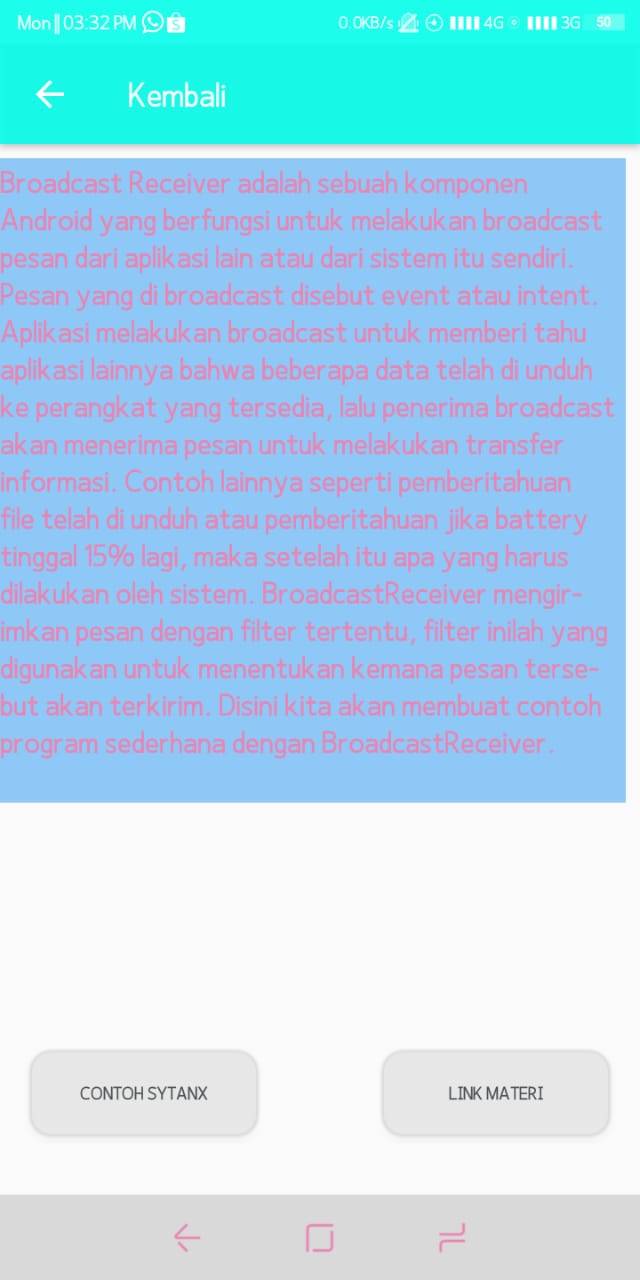 Mon 03:32 PM 0.0KB/s 4G 3G 50
Kembali
Broadcast Receiver adalah sebuah komponen
Android yang berfungsi untuk melakukan broadcast
pesan dari aplikasi lain atau dari sistem itu sendiri.
Pesan yang di broadcast disebut event atau intent.
Aplikasi melakukan broadcast untuk memberi tahu
aplikasi lainnya bahwa beberapa data telah di unduh
ke perangkat yang tersedia, lalu penerima broadcast
akan menerima pesan untuk melakukan transfer
informasi. Contoh lainnya seperti pemberitahuan
file telah di unduh atau pemberitahuan jika battery
tinggal 15% lagi, maka setelah itu apa yang harus
dilakukan oleh sistem. BroadcastReceiver mengir-
imkan pesan dengan filter tertentu, filter inilah yang
digunakan untuk menentukan kemana pesan terse-
but akan terkirim. Disini kita akan membuat contoh
program sederhana dengan BroadcastReceiver.
CONTOH SYTANX
LINK MATERI